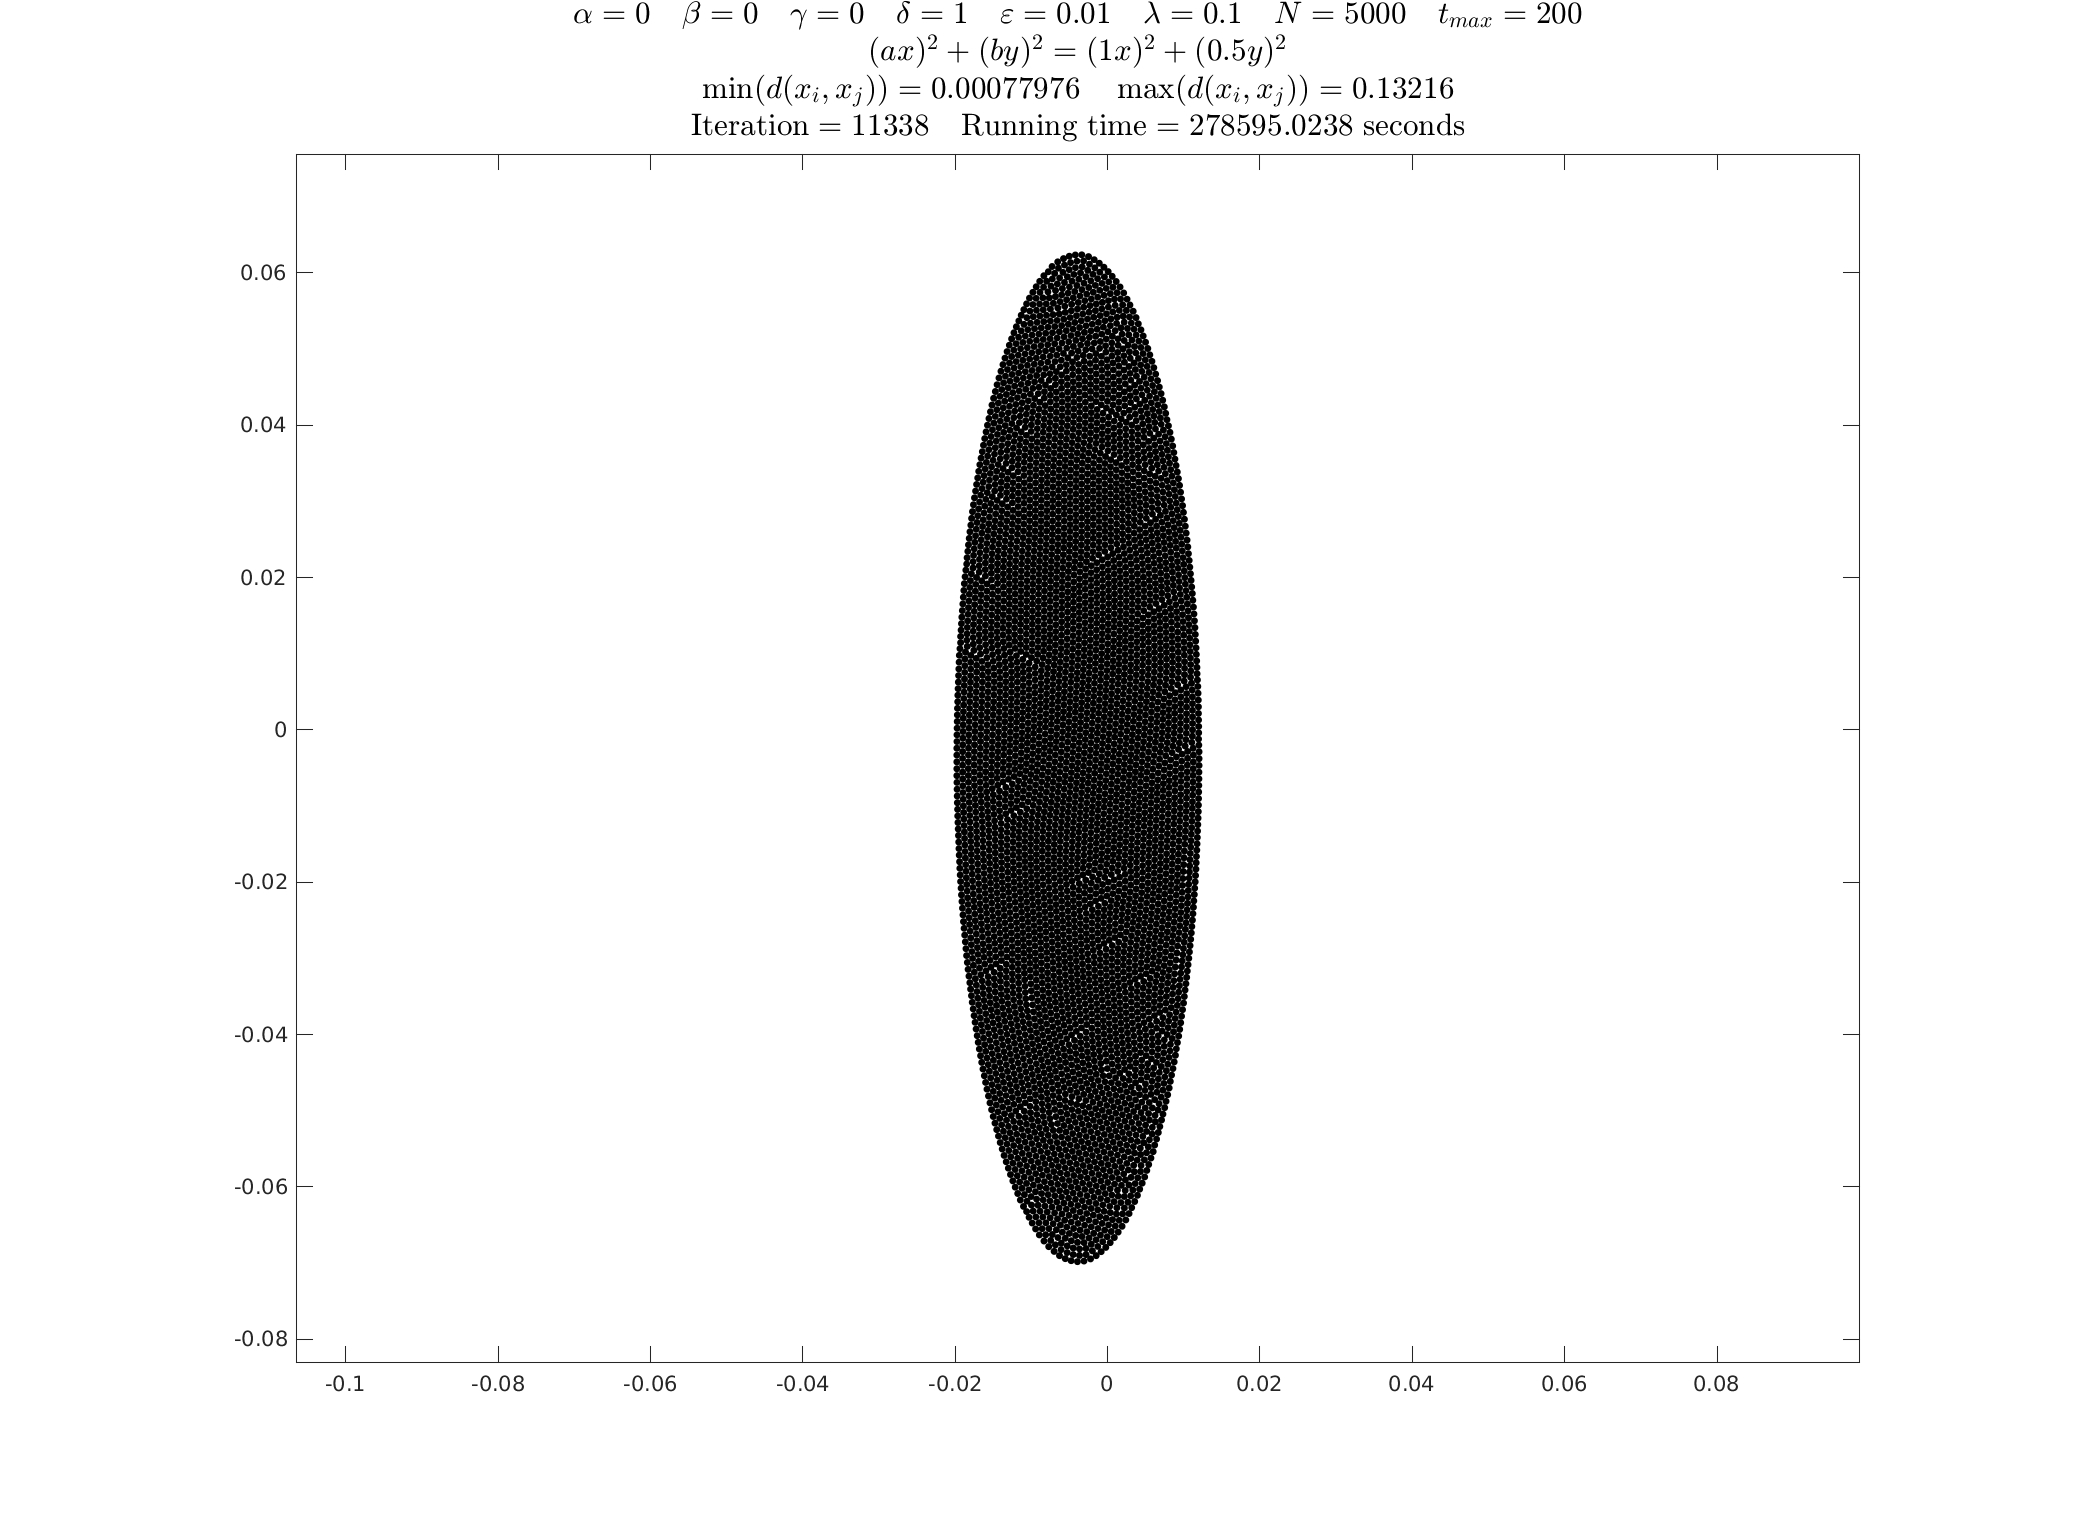 α = 0 β = 0 γ = 0 δ = 1 ε = 0.01 λ = 0.1 N = 5000 t_max = 200
(ax)² + (by)² = (1x)² + (0.5y)²
min(d(x_i, x_j)) = 0.00077976 max(d(x_i, x_j)) = 0.13216
Iteration = 11338 Running time = 278595.0238 seconds
0.06
0.04
0.02
0
-0.02
-0.04
-0.06
-0.08
-0.1 -0.08 -0.06 -0.04 -0.02 0 0.02 0.04 0.06 0.08